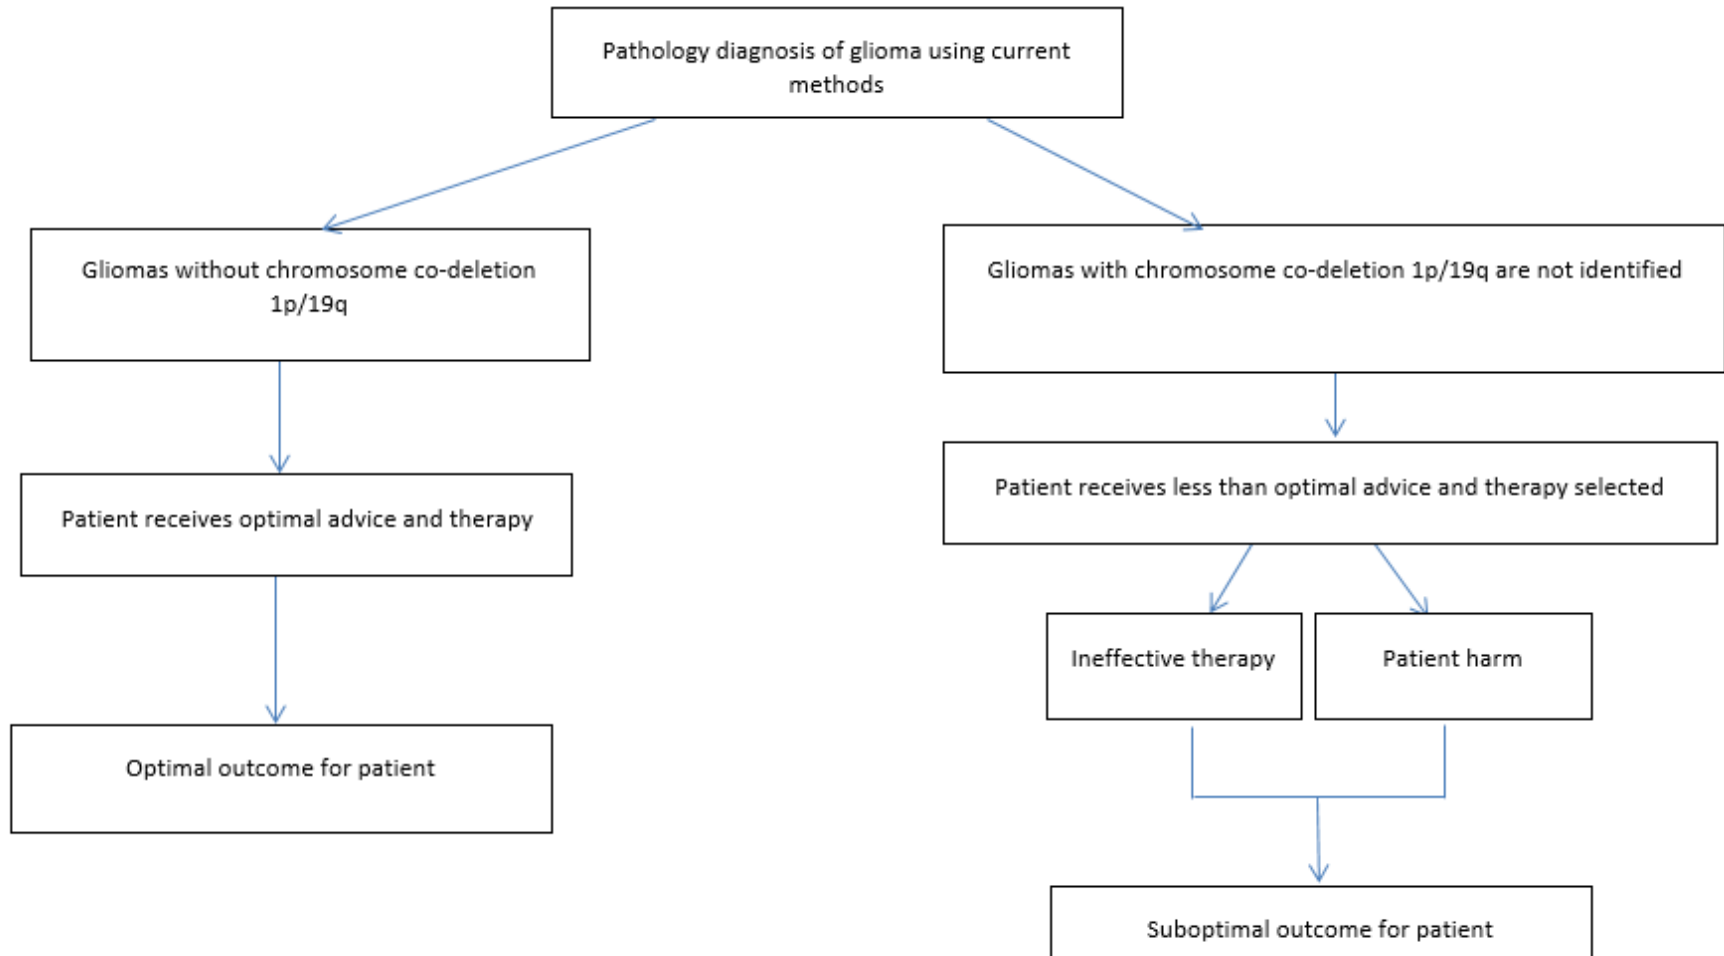 Pathology diagnosis of glioma using current
methods
Gliomas without chromosome co-deletion
1p/19q
Gliomas with chromosome co-deletion 1p/19q are not identified
Patient receives optimal advice and therapy
Patient receives less than optimal advice and therapy selected
Ineffective therapy
Patient harm
Optimal outcome for patient
Suboptimal outcome for patient